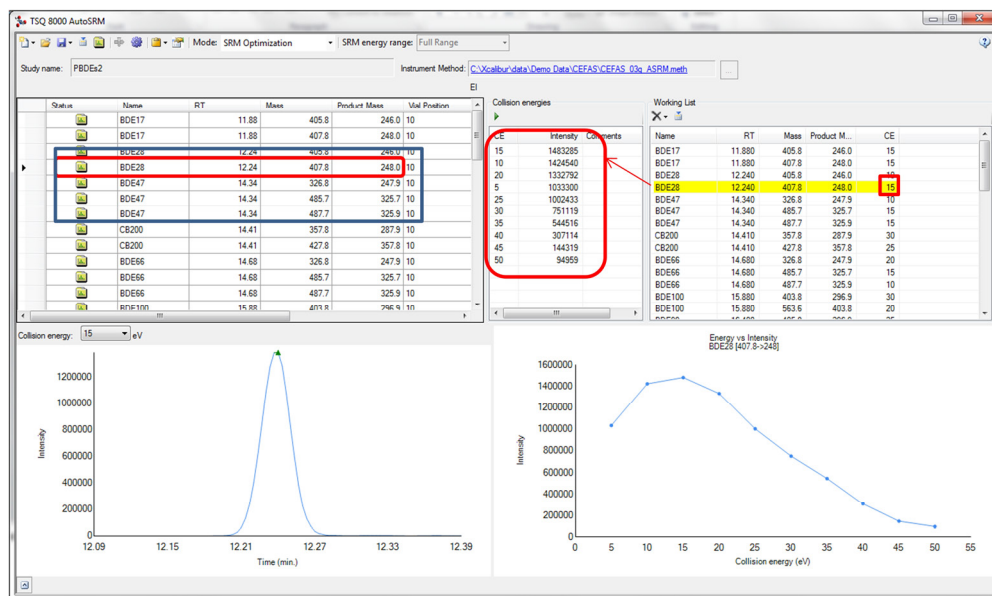 TSQ 8000 AutoSRM
Mode: SRM Optimization SRM energy range: Full Range
Study name: PBDEs2 Instrument Method: C:\Xcalibur\data\Demo Data\CEFAS\CEFAS_03q_ASRM.meth ...
EI
Status Name RT Mass Product Mass Vial Position
BDE17 11.88 405.8 246.0 10
BDE17 11.88 407.8 248.0 10
BDE28 12.24 405.8 246.0 10
BDE28 12.24 407.8 248.0 10
BDE47 14.34 326.8 247.9 10
BDE47 14.34 485.7 325.7 10
BDE47 14.34 487.7 325.9 10
CB200 14.41 357.8 287.9 10
CB200 14.41 427.8 357.8 10
BDE66 14.68 326.8 247.9 10
BDE66 14.68 485.7 325.7 10
BDE66 14.68 487.7 325.9 10
BDE100 15.88 403.8 296.9 10
Collision energies
CE Intensity Comments
15 1483285
10 1424540
20 1332792
5 1033300
25 1002433
30 751119
35 544516
40 307114
45 144319
50 94959
Working List
Name RT Mass Product M... CE
BDE17 11.880 405.8 246.0 15
BDE17 11.880 407.8 248.0 15
BDE28 12.240 405.8 246.0 10
BDE28 12.240 407.8 248.0 15
BDE47 14.340 326.8 247.9 10
BDE47 14.340 485.7 325.7 15
BDE47 14.340 487.7 325.9 15
CB200 14.410 357.8 287.9 30
CB200 14.410 427.8 357.8 25
BDE66 14.680 326.8 247.9 20
BDE66 14.680 485.7 325.7 15
BDE66 14.680 487.7 325.9 10
BDE100 15.880 403.8 296.9 30
BDE100 15.880 563.6 403.8 20
Collision energy: 15 eV
Intensity
1200000
1000000
800000
600000
400000
200000
0
12.09 12.15 12.21 12.27 12.33 12.39
Time (min.)
Energy vs Intensity
BDE28 [407.8->248]
Intensity
1600000
1400000
1200000
1000000
800000
600000
400000
200000
0
0 5 10 15 20 25 30 35 40 45 50 55
Collision energy (eV)